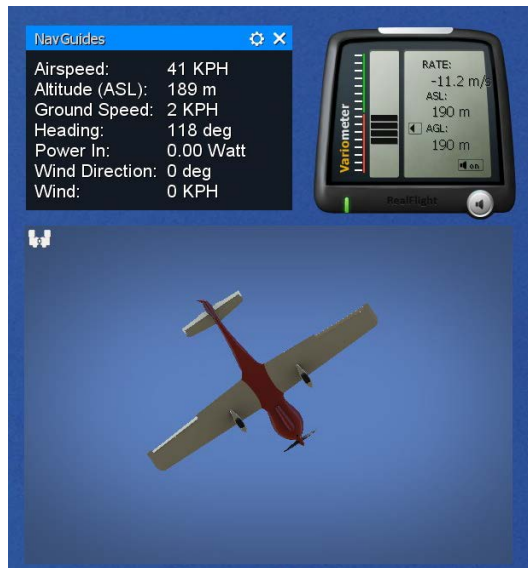 NavGuides
Airspeed: 41 KPH
Altitude (ASL): 189 m
Ground Speed: 2 KPH
Heading: 118 deg
Power In: 0.00 Watt
Wind Direction: 0 deg
Wind: 0 KPH
Variometer
RATE:
-11.2 m/s
ASL:
190 m
AGL:
190 m
on
RealFlight